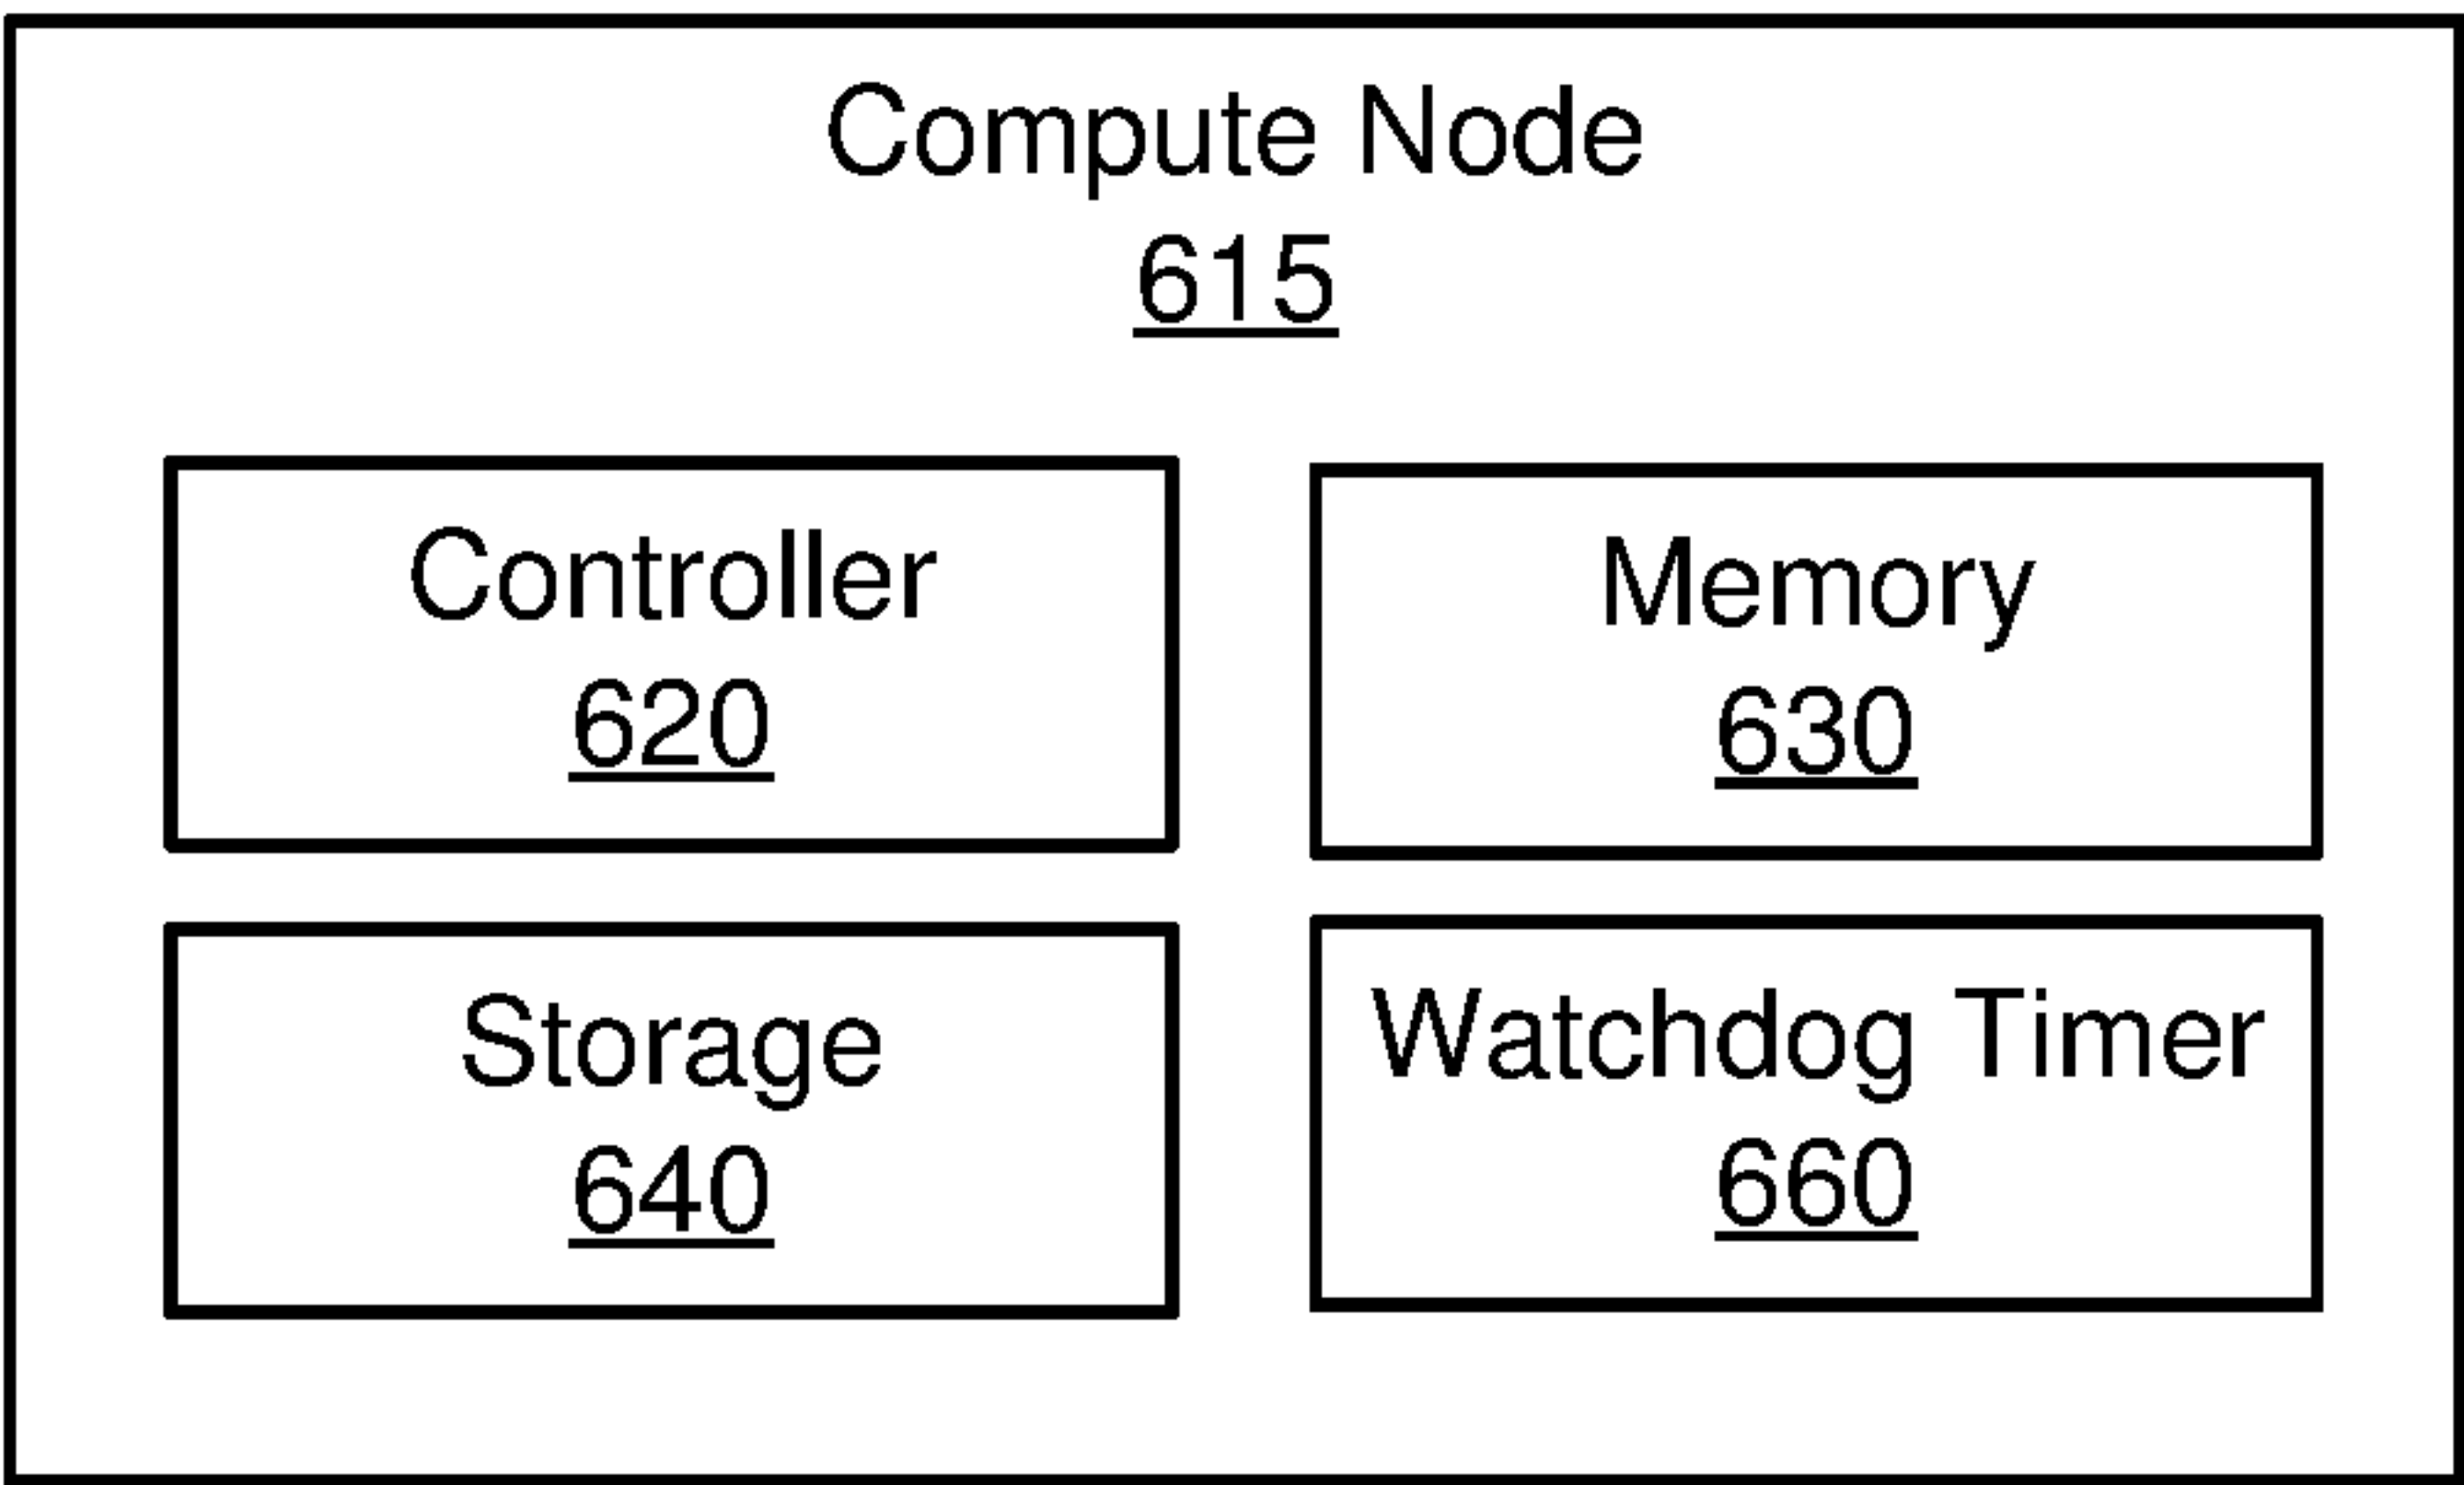 Compute Node
615
Controller
620
Memory
630
Storage
640
Watchdog Timer
660